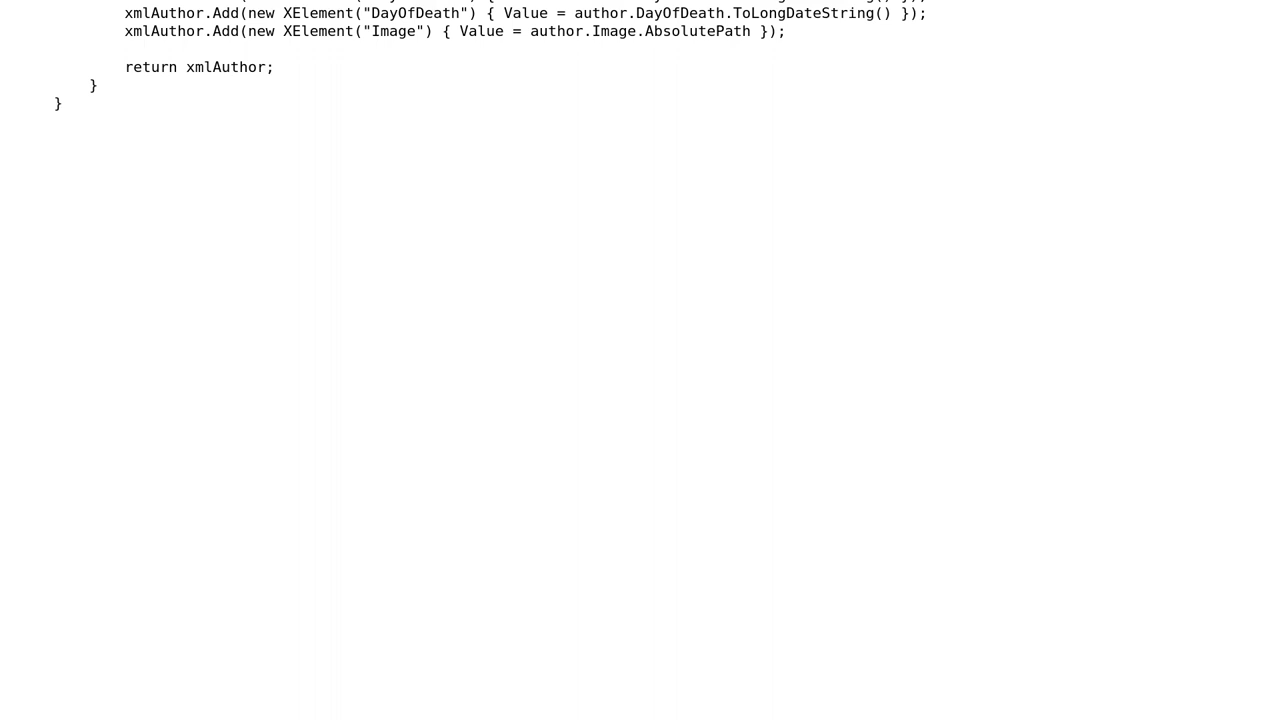 xmlAuthor.Add(new XElement("DayOfDeath") { Value = author.DayOfDeath.ToLongDateString() });
xmlAuthor.Add(new XElement("Image") { Value = author.Image.AbsolutePath });
return xmlAuthor;
}
}